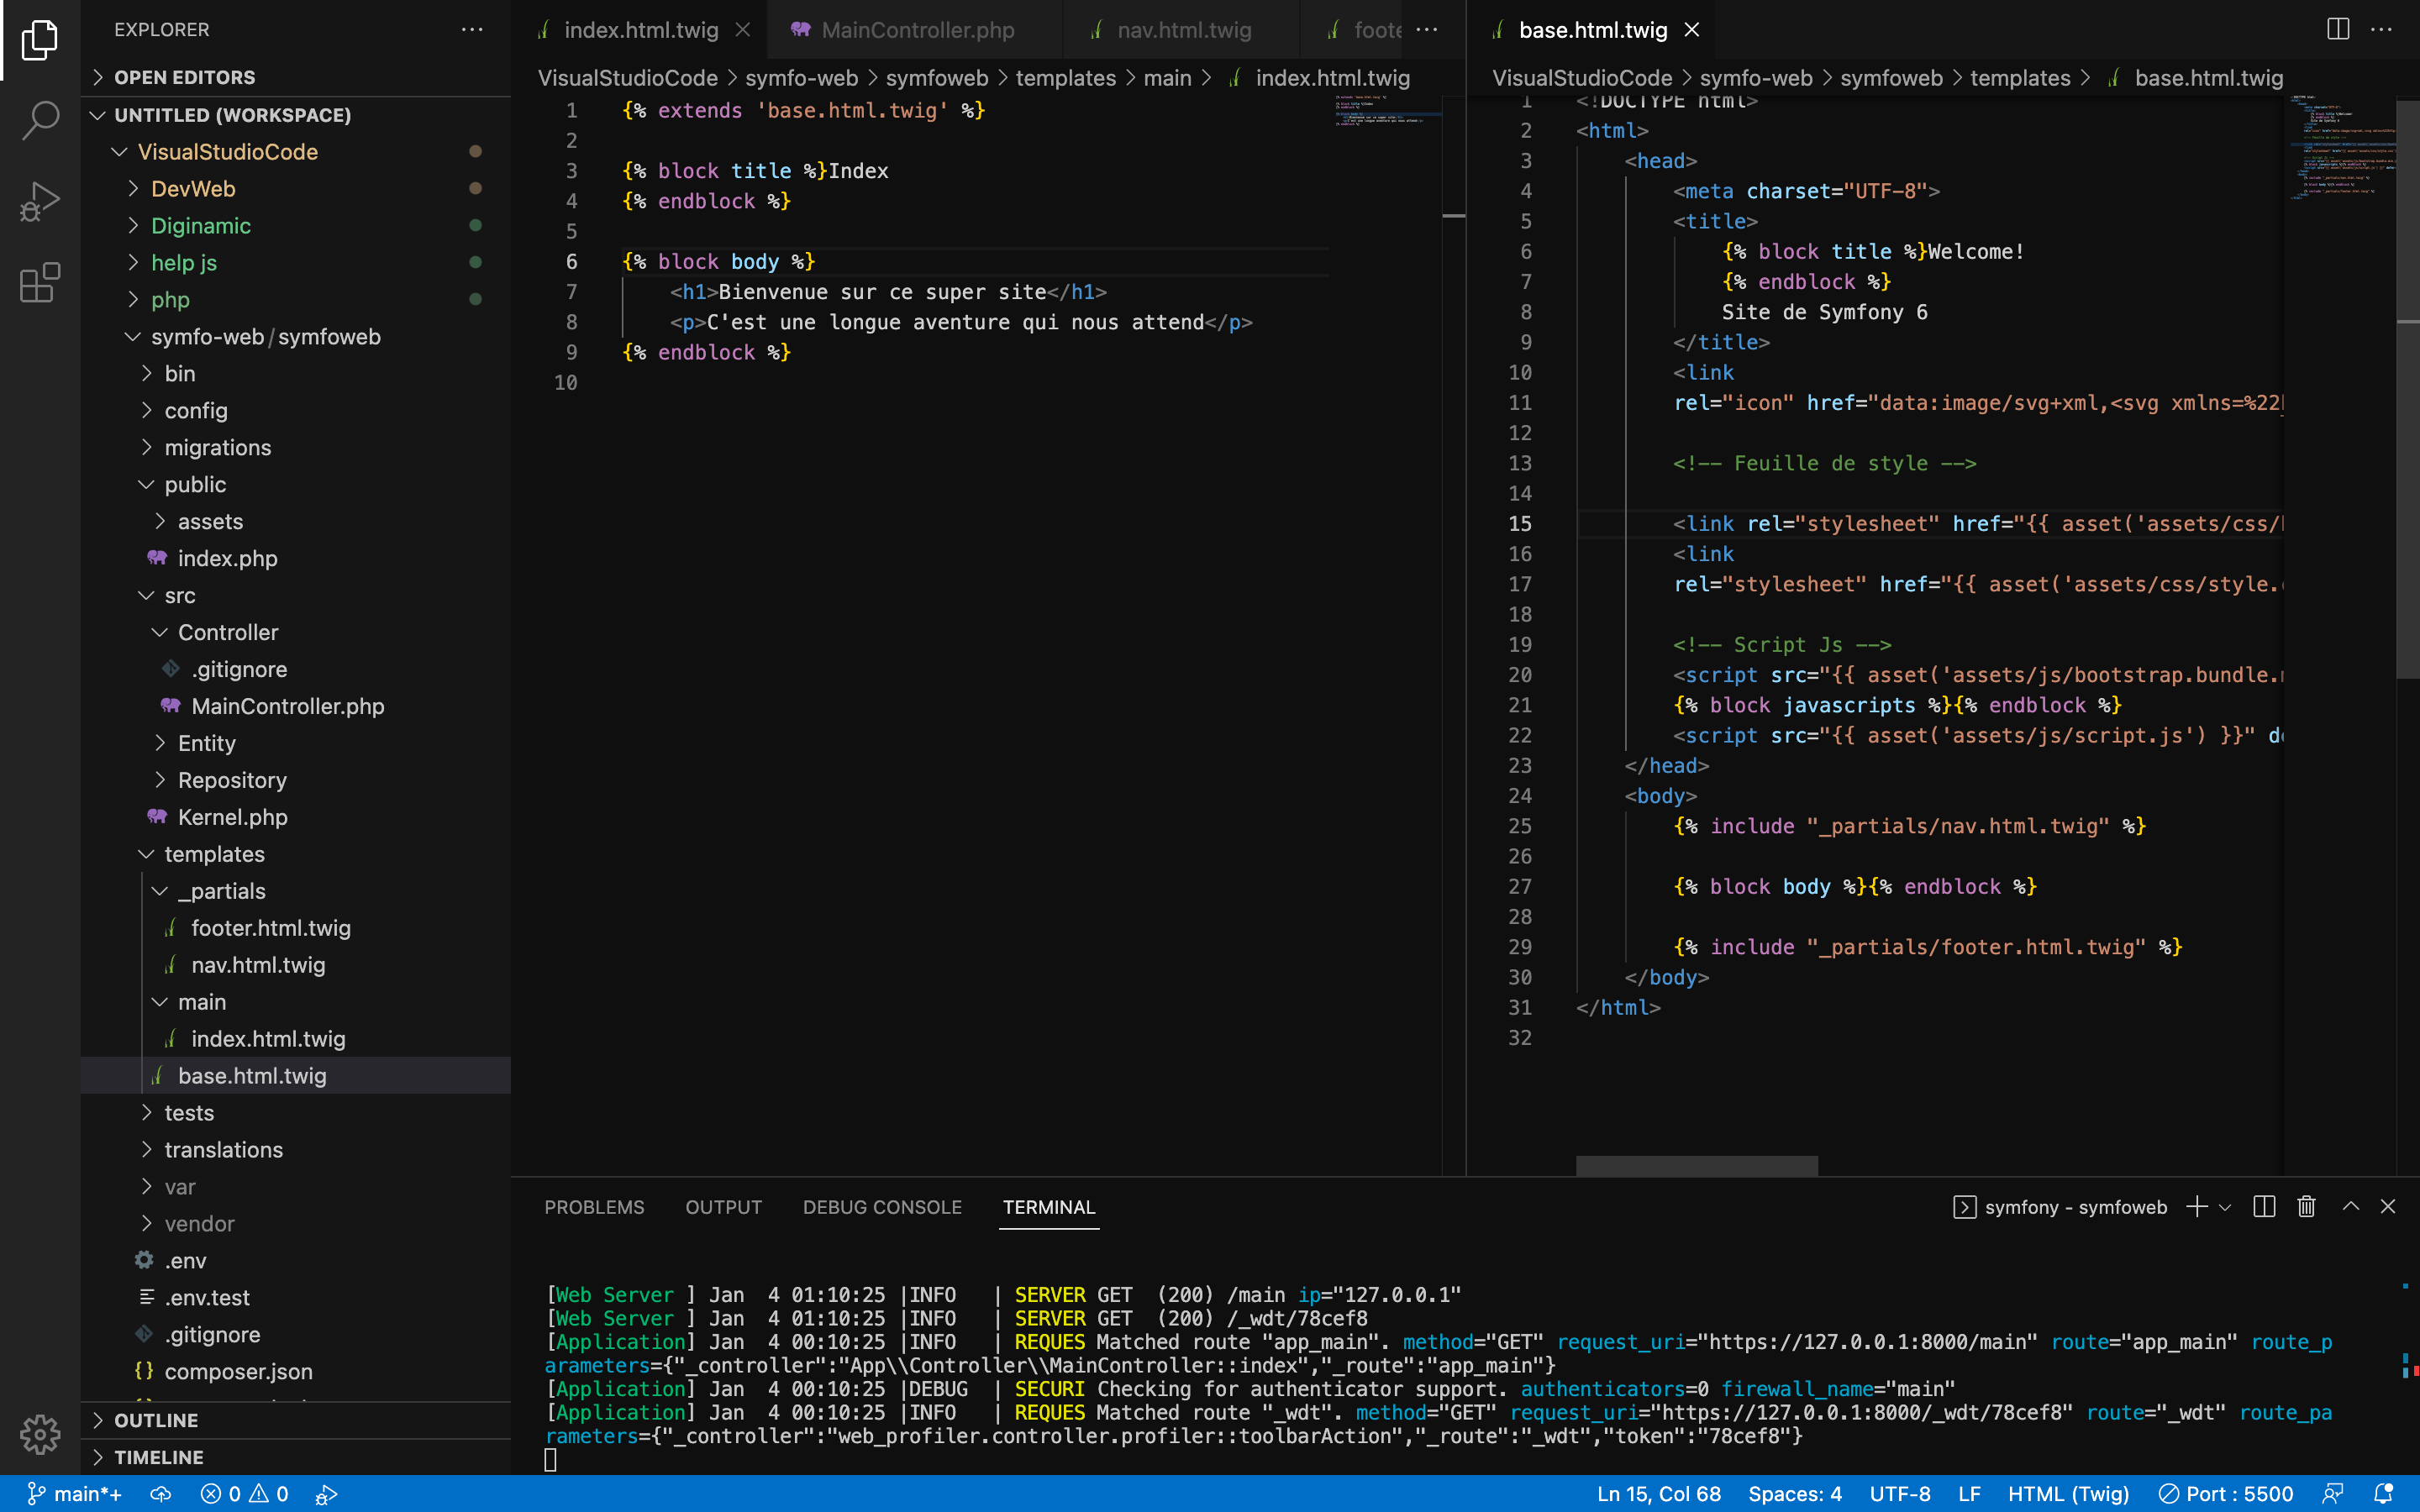 EXPLORER
OPEN EDITORS
UNTITLED (WORKSPACE)
VisualStudioCode
DevWeb
Diginamic
help js
php
symfo-web/symfoweb
bin
config
migrations
public
assets
index.php
src
Controller
.gitignore
MainController.php
Entity
Repository
Kernel.php
templates
_partials
footer.html.twig
nav.html.twig
main
index.html.twig
base.html.twig
tests
translations
var
vendor
.env
.env.test
.gitignore
composer.json
OUTLINE
TIMELINE
index.html.twig MainController.php nav.html.twig foote
VisualStudioCode > symfo-web > symfoweb > templates > main > index.html.twig
1 {% extends 'base.html.twig' %}
2
3 {% block title %}Index
4 {% endblock %}
5
6 {% block body %}
7 <h1>Bienvenue sur ce super site</h1>
8 <p>C'est une longue aventure qui nous attend</p>
9 {% endblock %}
10
base.html.twig
VisualStudioCode > symfo-web > symfoweb > templates > base.html.twig
1 <!DOCTYPE html>
2 <html>
3 <head>
4 <meta charset="UTF-8">
5 <title>
6 {% block title %}Welcome!
7 {% endblock %}
8 Site de Symfony 6
9 </title>
10 <link
11 rel="icon" href="data:image/svg+xml,<svg xmlns=%22
12
13 <!-- Feuille de style -->
14
15 <link rel="stylesheet" href="{{ asset('assets/css/
16 <link
17 rel="stylesheet" href="{{ asset('assets/css/style.
18
19 <!-- Script Js -->
20 <script src="{{ asset('assets/js/bootstrap.bundle.
21 {% block javascripts %}{% endblock %}
22 <script src="{{ asset('assets/js/script.js') }}" de
23 </head>
24 <body>
25 {% include "_partials/nav.html.twig" %}
26
27 {% block body %}{% endblock %}
28
29 {% include "_partials/footer.html.twig" %}
30 </body>
31 </html>
32
PROBLEMS OUTPUT DEBUG CONSOLE TERMINAL symfony - symfoweb
[Web Server ] Jan  4 01:10:25 |INFO   | SERVER GET  (200) /main ip="127.0.0.1"
[Web Server ] Jan  4 01:10:25 |INFO   | SERVER GET  (200) /_wdt/78cef8
[Application] Jan  4 00:10:25 |INFO   | REQUES Matched route "app_main". method="GET" request_uri="https://127.0.0.1:8000/main" route="app_main" route_p
arameters={"_controller":"App\\Controller\\MainController::index","_route":"app_main"}
[Application] Jan  4 00:10:25 |DEBUG  | SECURI Checking for authenticator support. authenticators=0 firewall_name="main"
[Application] Jan  4 00:10:25 |INFO   | REQUES Matched route "_wdt". method="GET" request_uri="https://127.0.0.1:8000/_wdt/78cef8" route="_wdt" route_pa
rameters={"_controller":"web_profiler.controller.profiler::toolbarAction","_route":"_wdt","token":"78cef8"}
main*+ 0 0 Ln 15, Col 68 Spaces: 4 UTF-8 LF HTML (Twig) Port : 5500